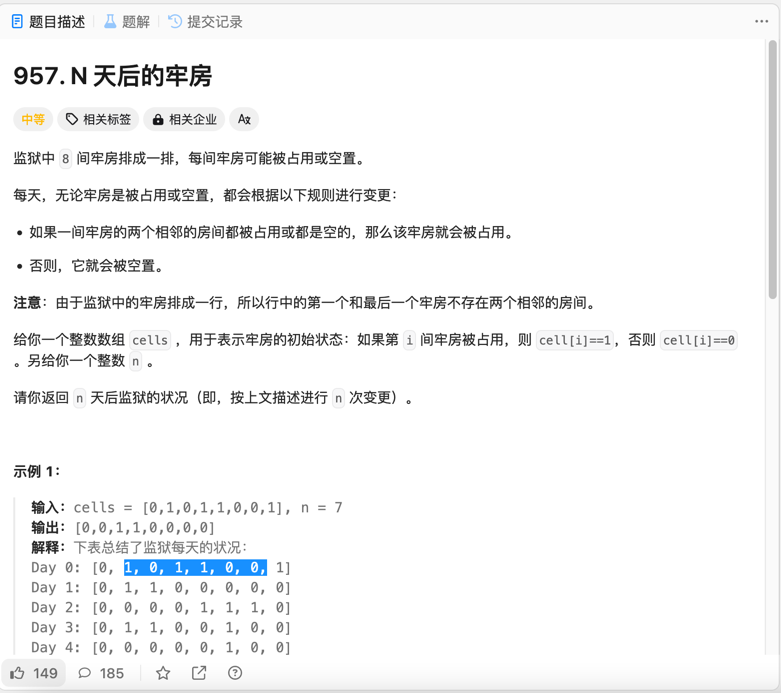 题目描述 题解 提交记录
957. N 天后的牢房
中等 相关标签 相关企业 Aあ
监狱中 8 间牢房排成一排，每间牢房可能被占用或空置。
每天，无论牢房是被占用或空置，都会根据以下规则进行变更：
• 如果一间牢房的两个相邻的房间都被占用或都是空的，那么该牢房就会被占用。
• 否则，它就会被空置。
注意：由于监狱中的牢房排成一行，所以行中的第一个和最后一个牢房不存在两个相邻的房间。
给你一个整数数组 cells ，用于表示牢房的初始状态：如果第 i 间牢房被占用，则 cell[i]==1，否则 cell[i]==0
。另给你一个整数 n 。
请你返回 n 天后监狱的状况（即，按上文描述进行 n 次变更）。
示例 1：
输入：cells = [0,1,0,1,1,0,0,1], n = 7
输出：[0,0,1,1,0,0,0,0]
解释：下表总结了监狱每天的状况：
Day 0: [0, 1, 0, 1, 1, 0, 0, 1]
Day 1: [0, 1, 1, 0, 0, 0, 0, 0]
Day 2: [0, 0, 0, 0, 1, 1, 1, 0]
Day 3: [0, 1, 1, 0, 0, 1, 0, 0]
Day 4: [0, 0, 0, 0, 0, 1, 0, 0]
149 185